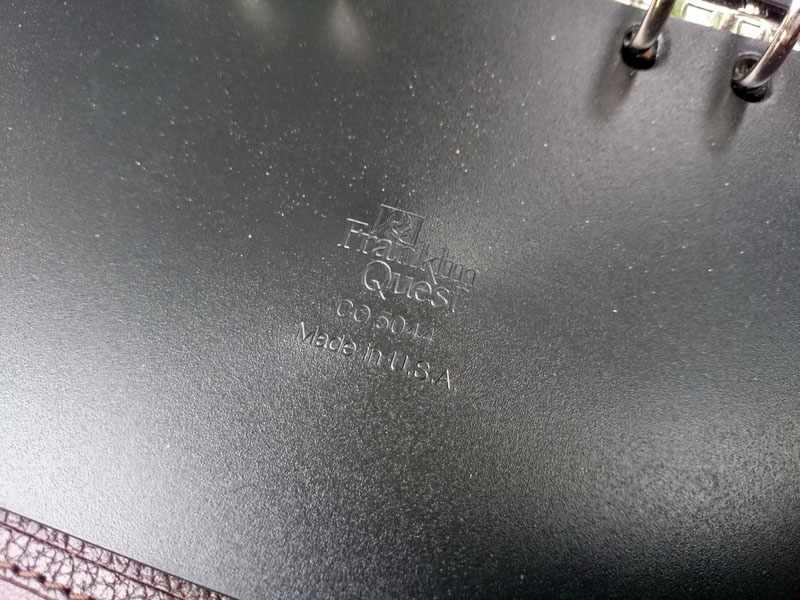 Franklin
Quest
CO 5044
Made in U.S.A.